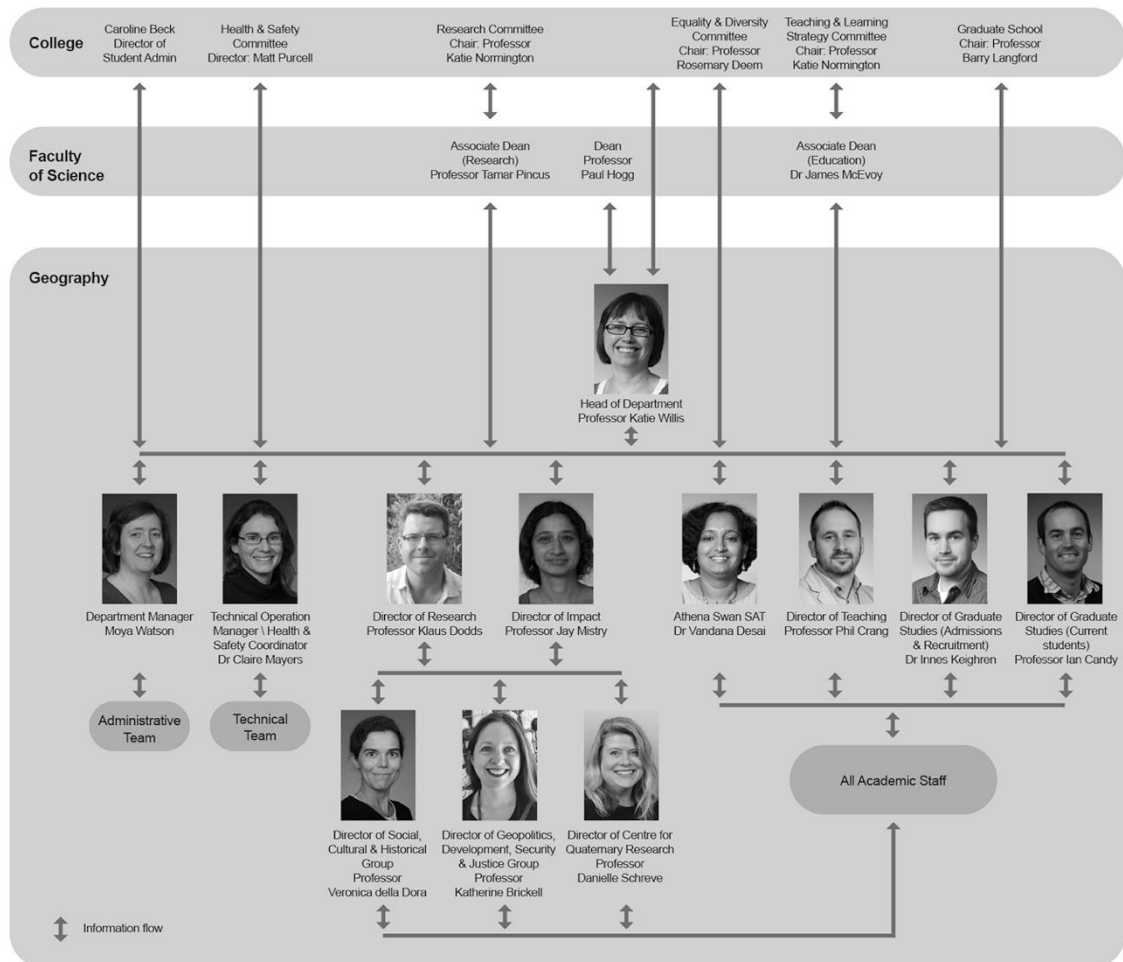 College
Caroline Beck
Director of
Student Admin
Health & Safety
Committee
Director: Matt Purcell
Research Committee
Chair: Professor
Katie Normington
Equality & Diversity
Committee
Chair: Professor
Rosemary Deem
Teaching & Learning
Strategy Committee
Chair: Professor
Katie Normington
Graduate School
Chair: Professor
Barry Langford
Faculty
of Science
Associate Dean
(Research)
Professor Tamar Pincus
Dean
Professor
Paul Hogg
Associate Dean
(Education)
Dr James McEvoy
Geography
Head of Department
Professor Katie Willis
Department Manager
Moya Watson
Technical Operation
Manager \ Health &
Safety Coordinator
Dr Claire Mayers
Director of Research
Professor Klaus Dodds
Director of Impact
Professor Jay Mistry
Athena Swan SAT
Dr Vandana Desai
Director of Teaching
Professor Phil Crang
Director of Graduate
Studies (Admissions
& Recruitment)
Dr Innes Keighren
Director of Graduate
Studies (Current
students)
Professor Ian Candy
Administrative
Team
Technical
Team
All Academic Staff
Director of Social,
Cultural & Historical
Group
Professor
Veronica della Dora
Director of Geopolitics,
Development, Security
& Justice Group
Professor
Katherine Brickell
Director of Centre for
Quaternary Research
Professor
Danielle Schreve
Information flow